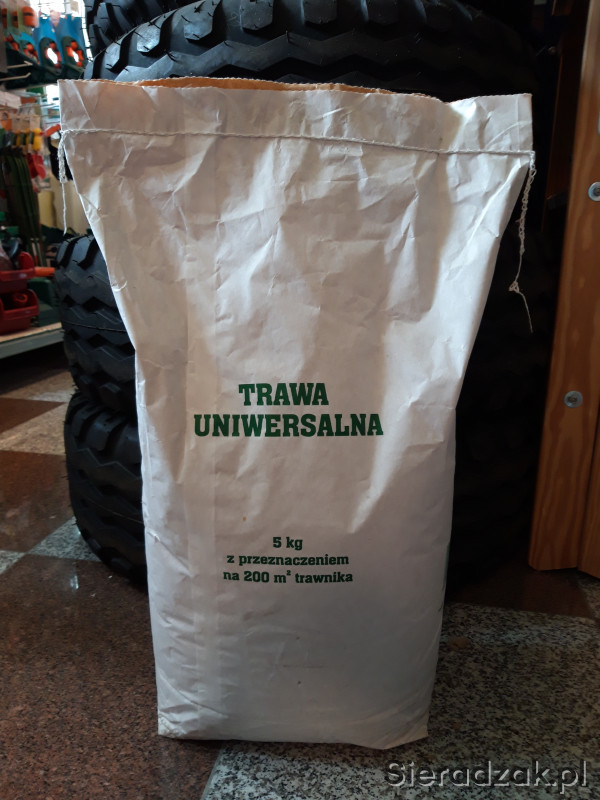 TRAWA
UNIWERSALNA
5 kg
z przeznaczeniem
na 200 m² trawnika
Sieradzak.pl